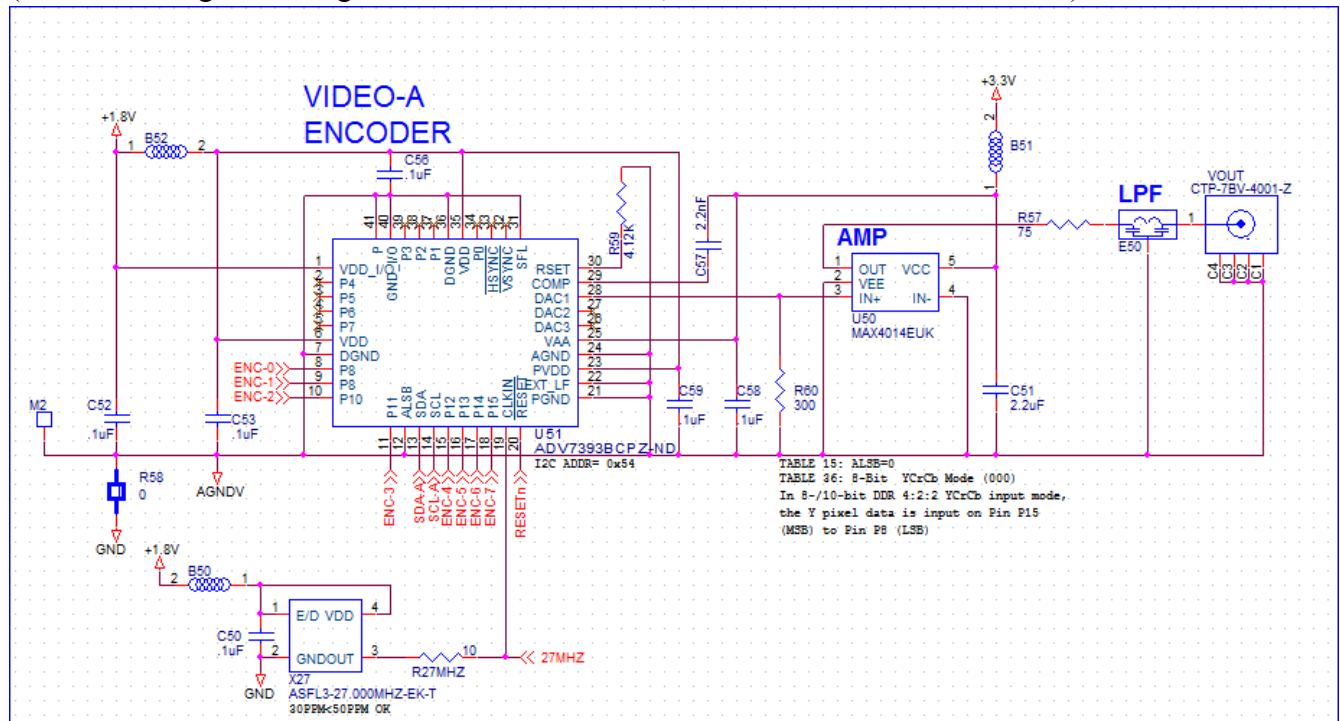 VIDEO-A
ENCODER
+1.8V
1
B52
2
C56
.1uF
41
40
39
38
37
36
35
34
33
32
31
P
GND_I/O
P3
P2
P1
DGND
VDD
P0
HSYNC
VSYNC
SFL
R59
4.12K
2.2nF
C57
+3.3V
2
B51
1
R57
75
LPF
E50
1
VOUT
CTP-7BV-4001-Z
C4
C3
C2
C1
AMP
1 OUT VCC 5
2 VEE
3 IN+ IN- 4
U50
MAX4014EUK
1 VDD_I/O
2 P4
3 P5
4 P6
5 P7
6 VDD
7 DGND
ENC-0 8 P8
ENC-1 9 P8
ENC-2 10 P10
RSET 30
COMP 29
DAC1 28
DAC2 27
DAC3 26
VAA 25
AGND 24
PVDD 23
EXT_LF 22
PGND 21
P11
ALSB
SDA
SCL
P12
P13
P14
P15
CLKIN
RESET
11
12
13
14
15
16
17
18
19
20
U51
ADV7393BCPZ-ND
I2C ADDR= 0x54
ENC-3
SDA-A
SCL-A
ENC-4
ENC-5
ENC-6
ENC-7
RESETn
M2
C52
.1uF
C53
.1uF
C59
.1uF
C58
.1uF
R60
300
C51
2.2uF
R58
0
AGNDV
GND
TABLE 15: ALSB=0
TABLE 36: 8-Bit YCrCb Mode (000)
In 8-/10-bit DDR 4:2:2 YCrCb input mode,
the Y pixel data is input on Pin P15
(MSB) to Pin P8 (LSB)
+1.8V
2
B50
1
1 E/D VDD 4
C50
.1uF
2 GNDOUT 3
10
R27MHZ
27MHZ
GND
X27
ASFL3-27.000MHZ-EK-T
30PPM<50PPM OK